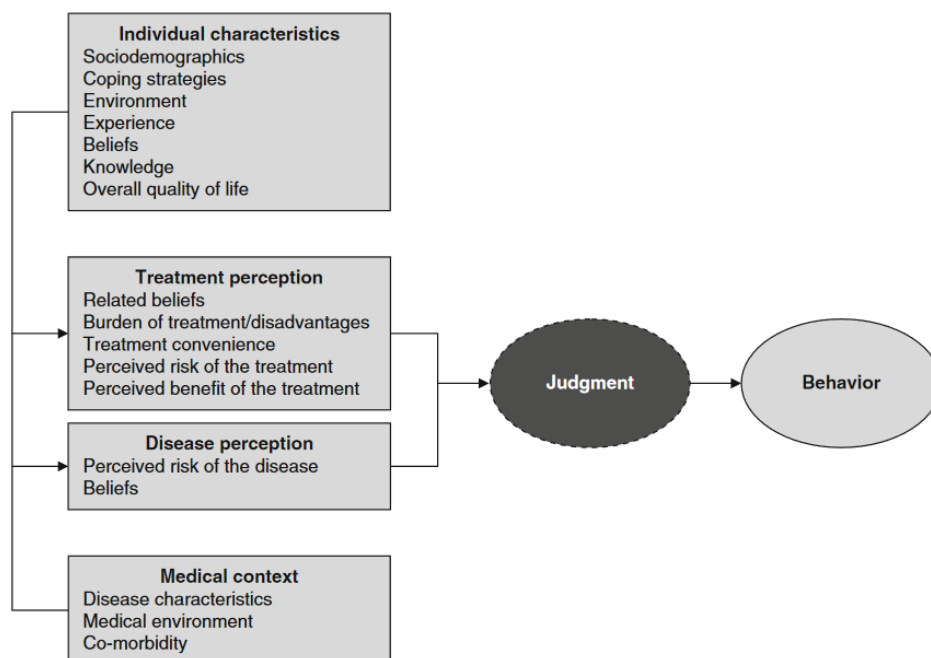 Individual characteristics
Sociodemographics
Coping strategies
Environment
Experience
Beliefs
Knowledge
Overall quality of life
Treatment perception
Related beliefs
Burden of treatment/disadvantages
Treatment convenience
Perceived risk of the treatment
Perceived benefit of the treatment
Disease perception
Perceived risk of the disease
Beliefs
Medical context
Disease characteristics
Medical environment
Co-morbidity
Judgment
Behavior